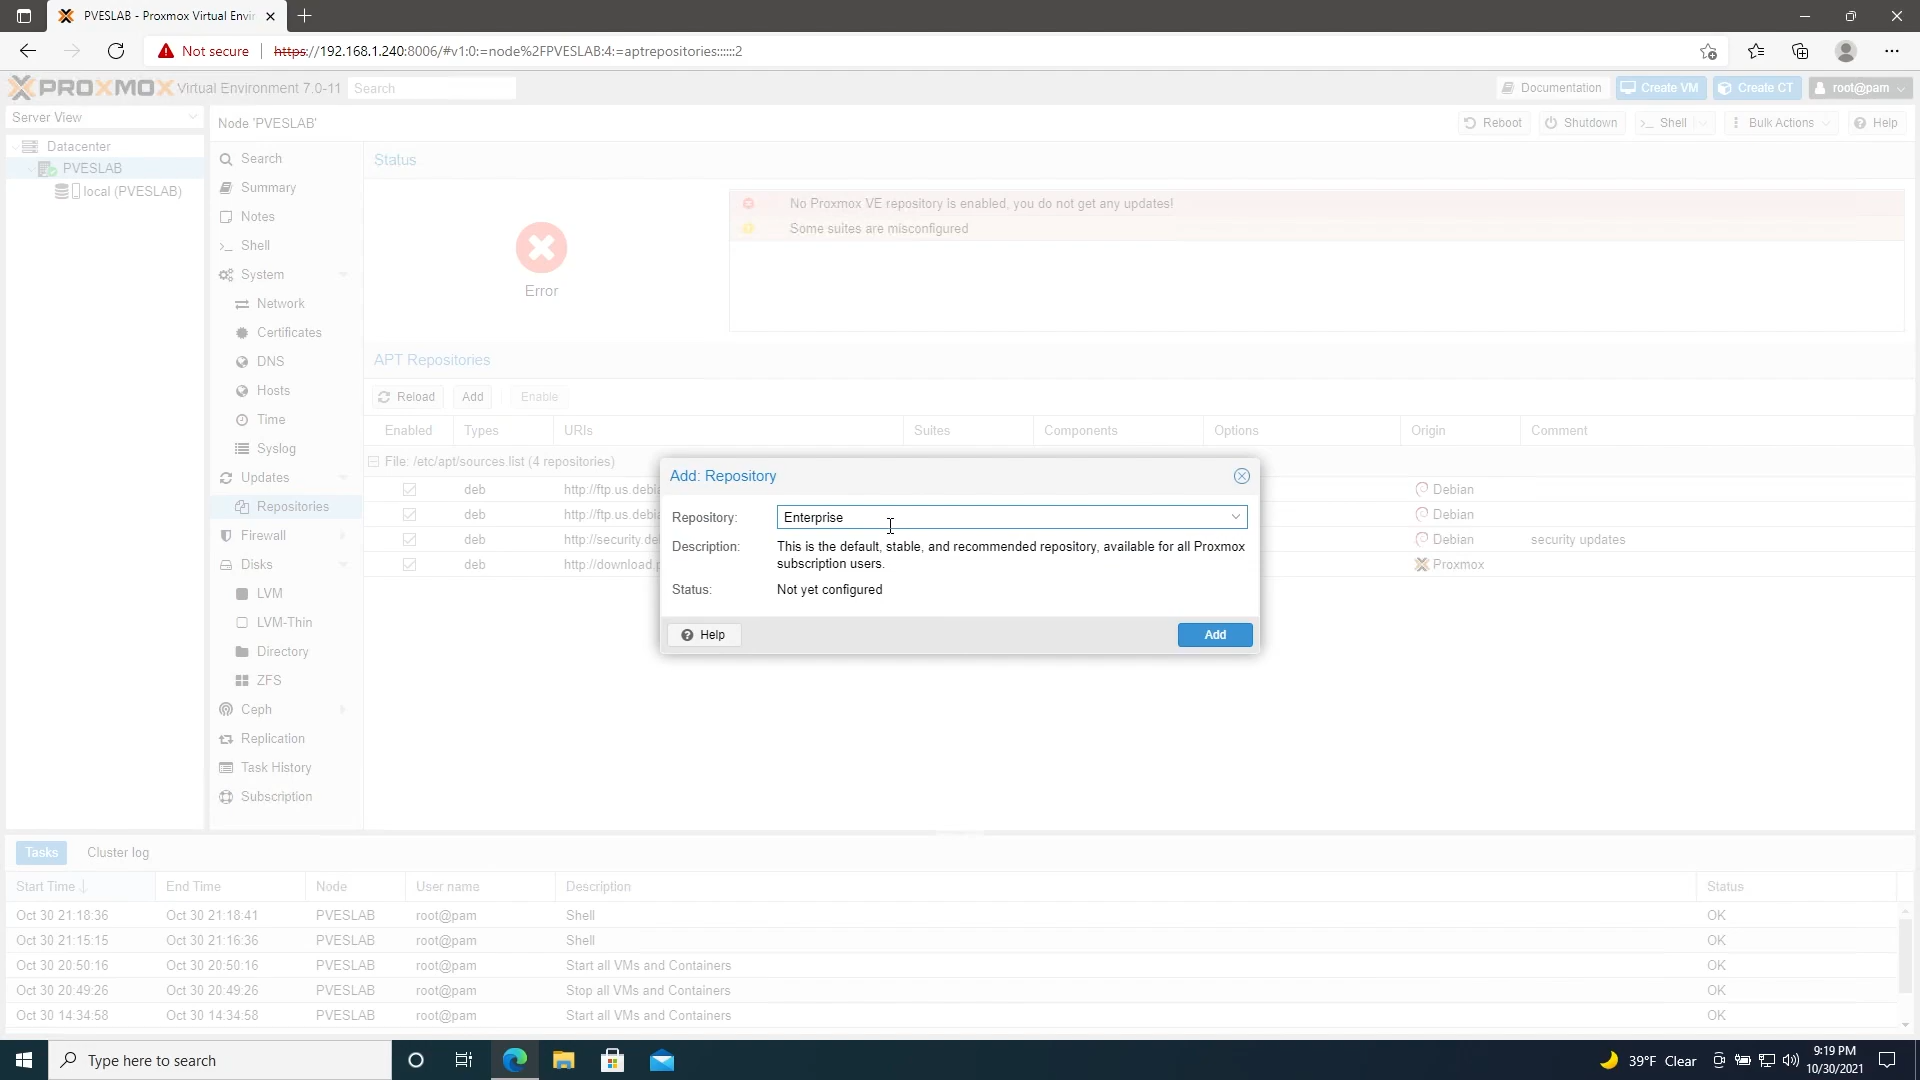 PVESLAB - Proxmox Virtual Envir
Not secure
https://192.168.1.240:8006/#v1:0:=node%2FPVESLAB:4:=aptrepositories::::::2
PROXMOX Virtual Environment 7.0-11
Search
Documentation
Create VM
Create CT
root@pam
Server View
Node 'PVESLAB'
Reboot
Shutdown
Shell
Bulk Actions
Help
Datacenter
PVESLAB
local (PVESLAB)
Search
Summary
Notes
Shell
System
Network
Certificates
DNS
Hosts
Time
Syslog
Updates
Repositories
Firewall
Disks
LVM
LVM-Thin
Directory
ZFS
Ceph
Replication
Task History
Subscription
Status
Error
No Proxmox VE repository is enabled, you do not get any updates!
Some suites are misconfigured
APT Repositories
Reload Add Enable
Enabled Types URIs Suites Components Options Origin Comment
File: /etc/apt/sources.list (4 repositories)
deb http://ftp.us.debi Debian
deb http://ftp.us.debi Debian
deb http://security.de Debian security updates
deb http://download.p Proxmox
Add: Repository
Repository: Enterprise
Description: This is the default, stable, and recommended repository, available for all Proxmox
subscription users.
Status: Not yet configured
Help
Add
Tasks Cluster log
Start Time End Time Node User name Description Status
Oct 30 21:18:36 Oct 30 21:18:41 PVESLAB root@pam Shell OK
Oct 30 21:15:15 Oct 30 21:16:36 PVESLAB root@pam Shell OK
Oct 30 20:50:16 Oct 30 20:50:16 PVESLAB root@pam Start all VMs and Containers OK
Oct 30 20:49:26 Oct 30 20:49:26 PVESLAB root@pam Stop all VMs and Containers OK
Oct 30 14:34:58 Oct 30 14:34:58 PVESLAB root@pam Start all VMs and Containers OK
Type here to search
39°F Clear
9:19 PM
10/30/2021